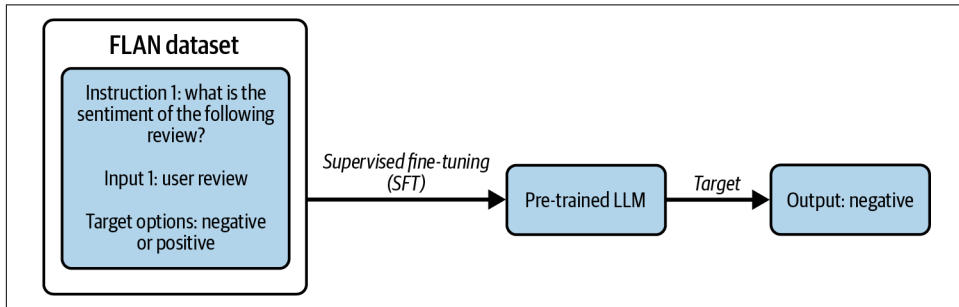 FLAN dataset
Instruction 1: what is the
sentiment of the following
review?
Input 1: user review
Target options: negative
or positive
Supervised fine-tuning
(SFT)
Pre-trained LLM
Target
Output: negative